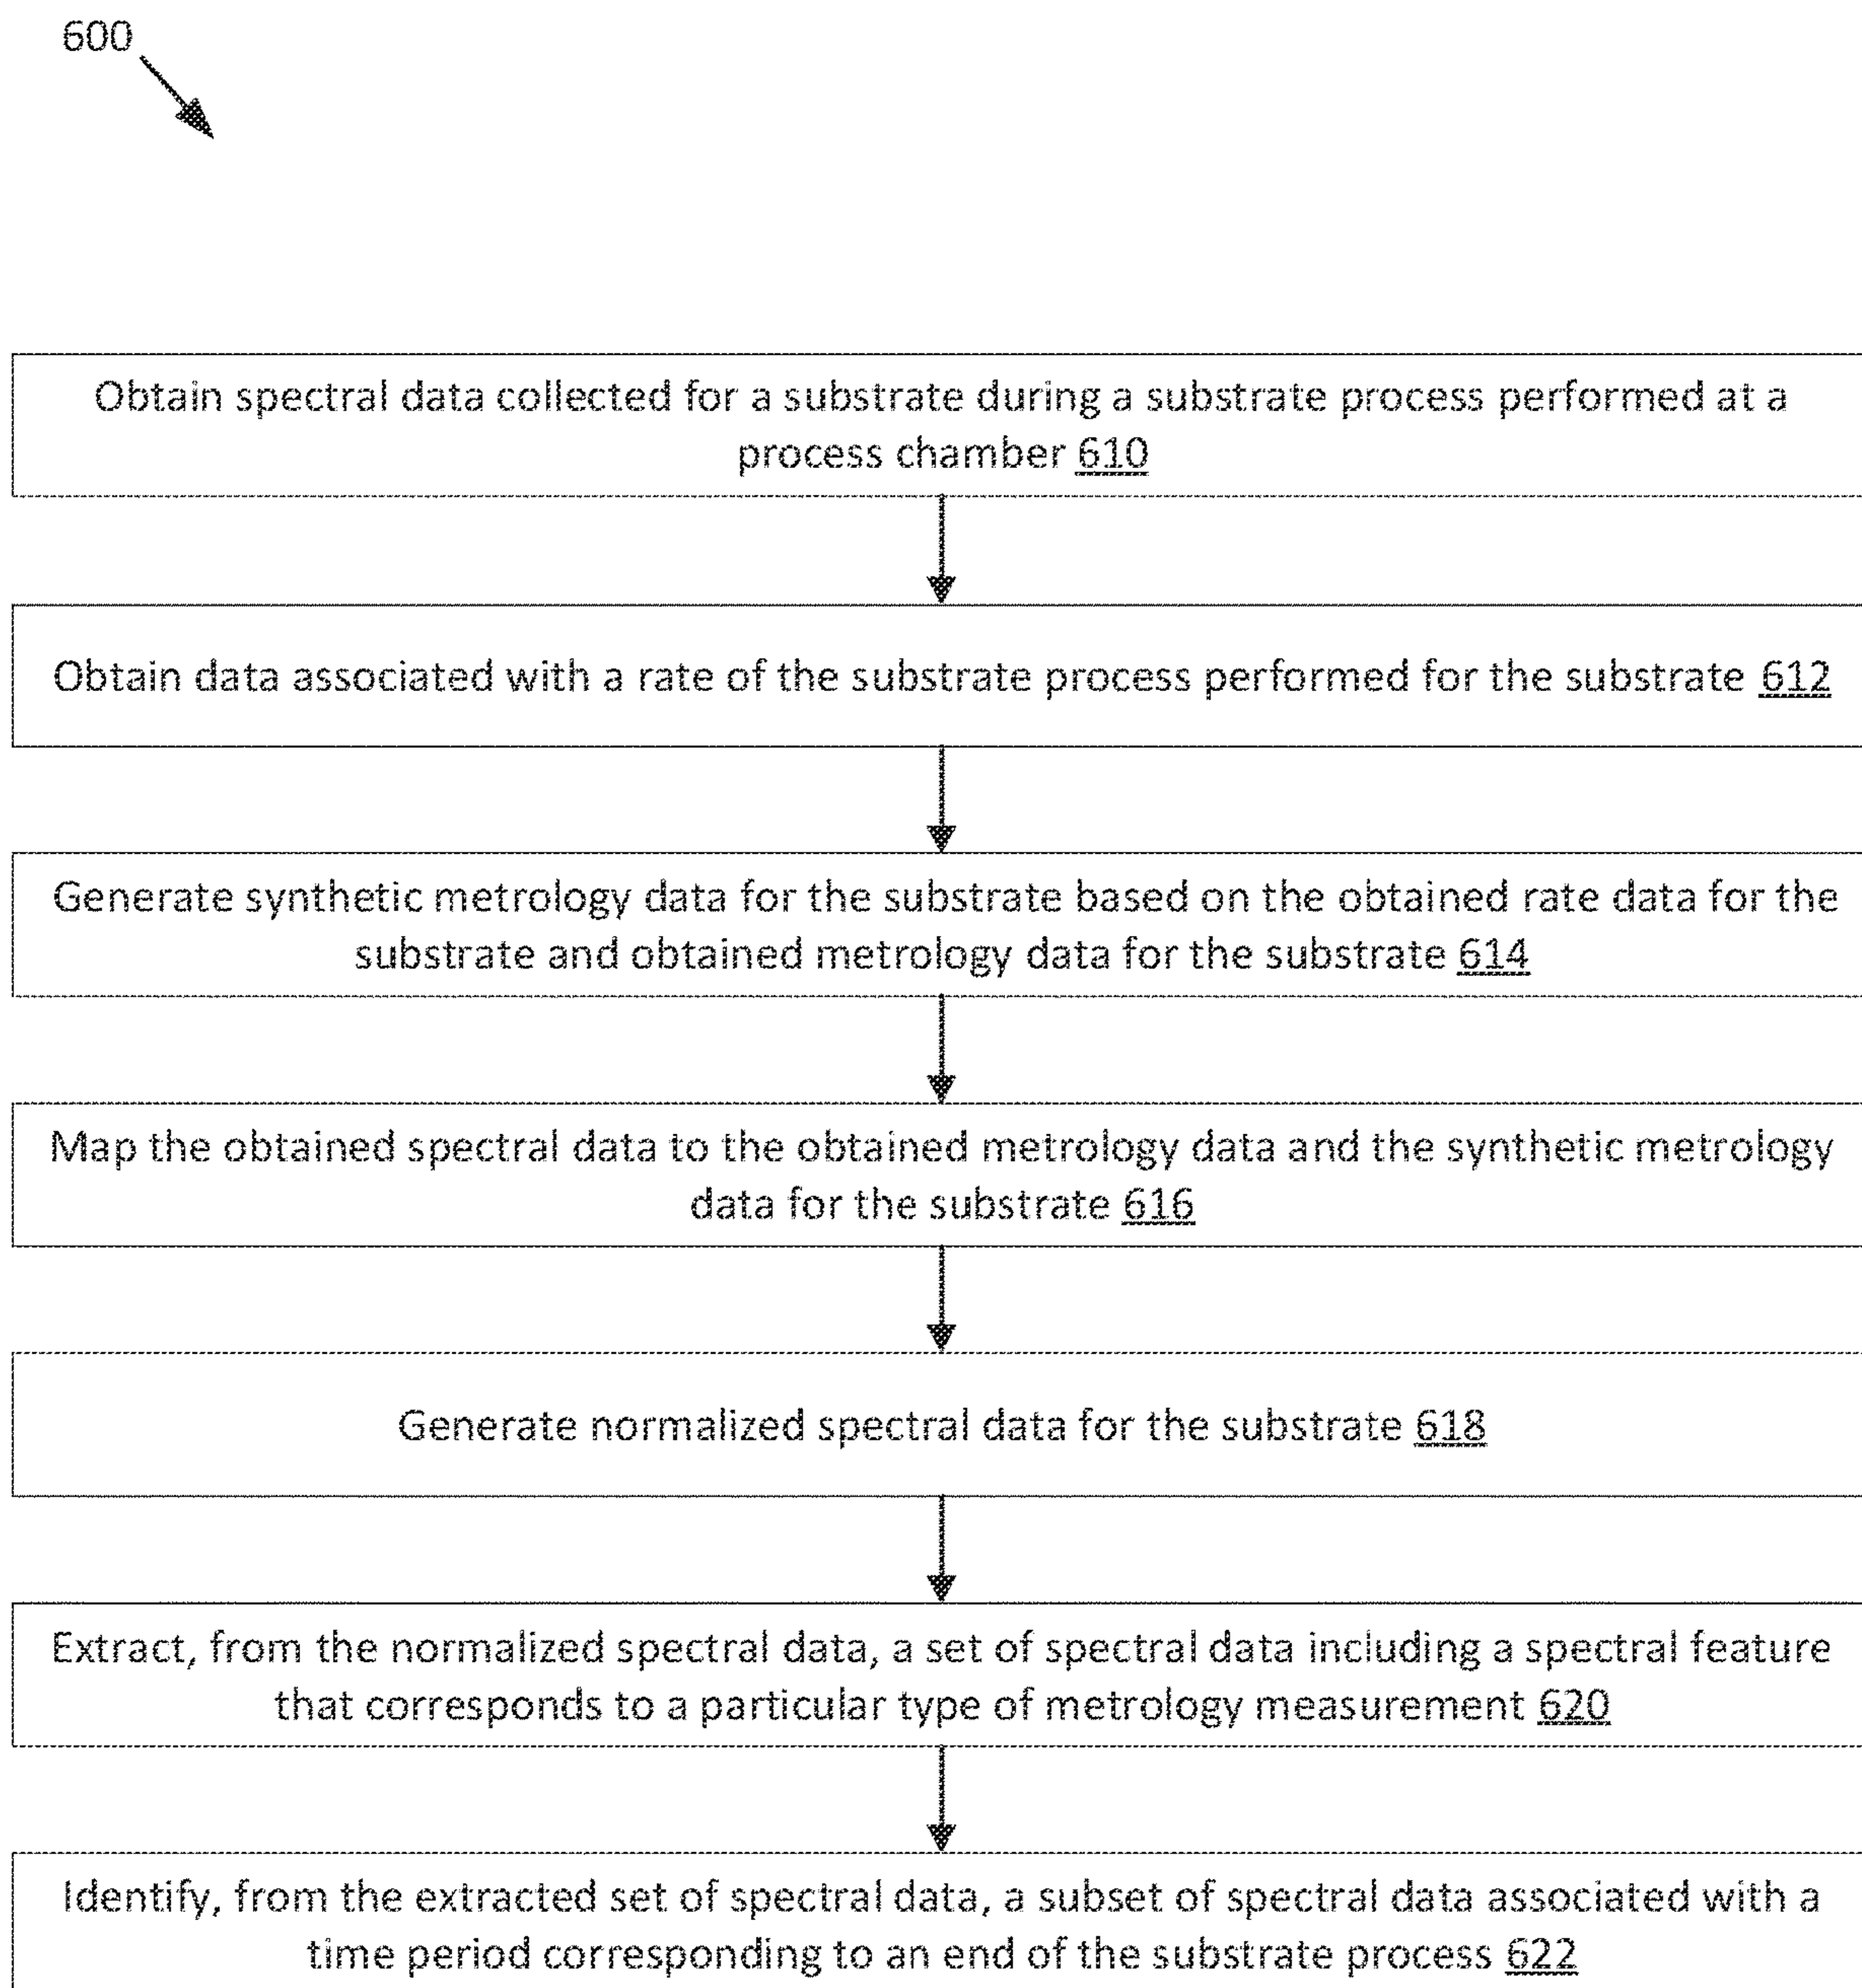 600
Obtain spectral data collected for a substrate during a substrate process performed at a
process chamber 610
Obtain data associated with a rate of the substrate process performed for the substrate 612
Generate synthetic metrology data for the substrate based on the obtained rate data for the
substrate and obtained metrology data for the substrate 614
Map the obtained spectral data to the obtained metrology data and the synthetic metrology
data for the substrate 616
Generate normalized spectral data for the substrate 618
Extract, from the normalized spectral data, a set of spectral data including a spectral feature
that corresponds to a particular type of metrology measurement 620
Identify, from the extracted set of spectral data, a subset of spectral data associated with a
time period corresponding to an end of the substrate process 622